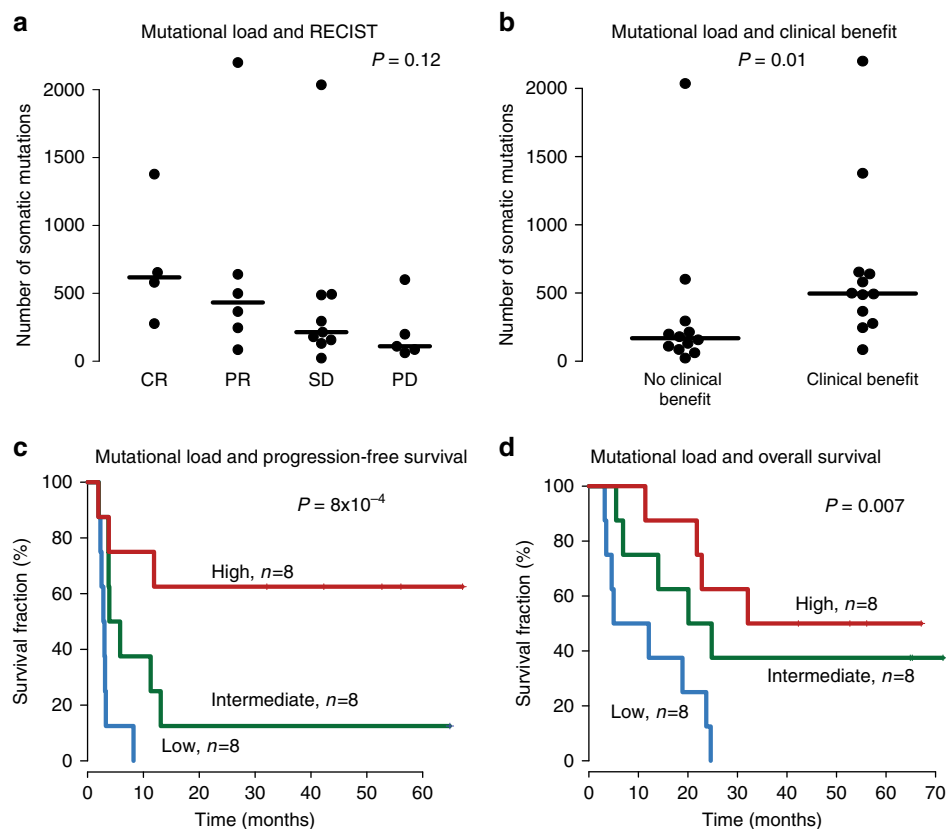 a
Mutational load and RECIST
P = 0.12
Number of somatic mutations
2000
1500
1000
500
0
CR PR SD PD
b
Mutational load and clinical benefit
P = 0.01
Number of somatic mutations
2000
1500
1000
500
0
No clinical
benefit
Clinical benefit
c
Mutational load and progression-free survival
P = 8x10⁻⁴
Survival fraction (%)
100
80
60
40
20
0
High, n=8
Intermediate, n=8
Low, n=8
0 10 20 30 40 50 60
Time (months)
d
Mutational load and overall survival
P = 0.007
Survival fraction (%)
100
80
60
40
20
0
High, n=8
Intermediate, n=8
Low, n=8
0 10 20 30 40 50 60 70
Time (months)